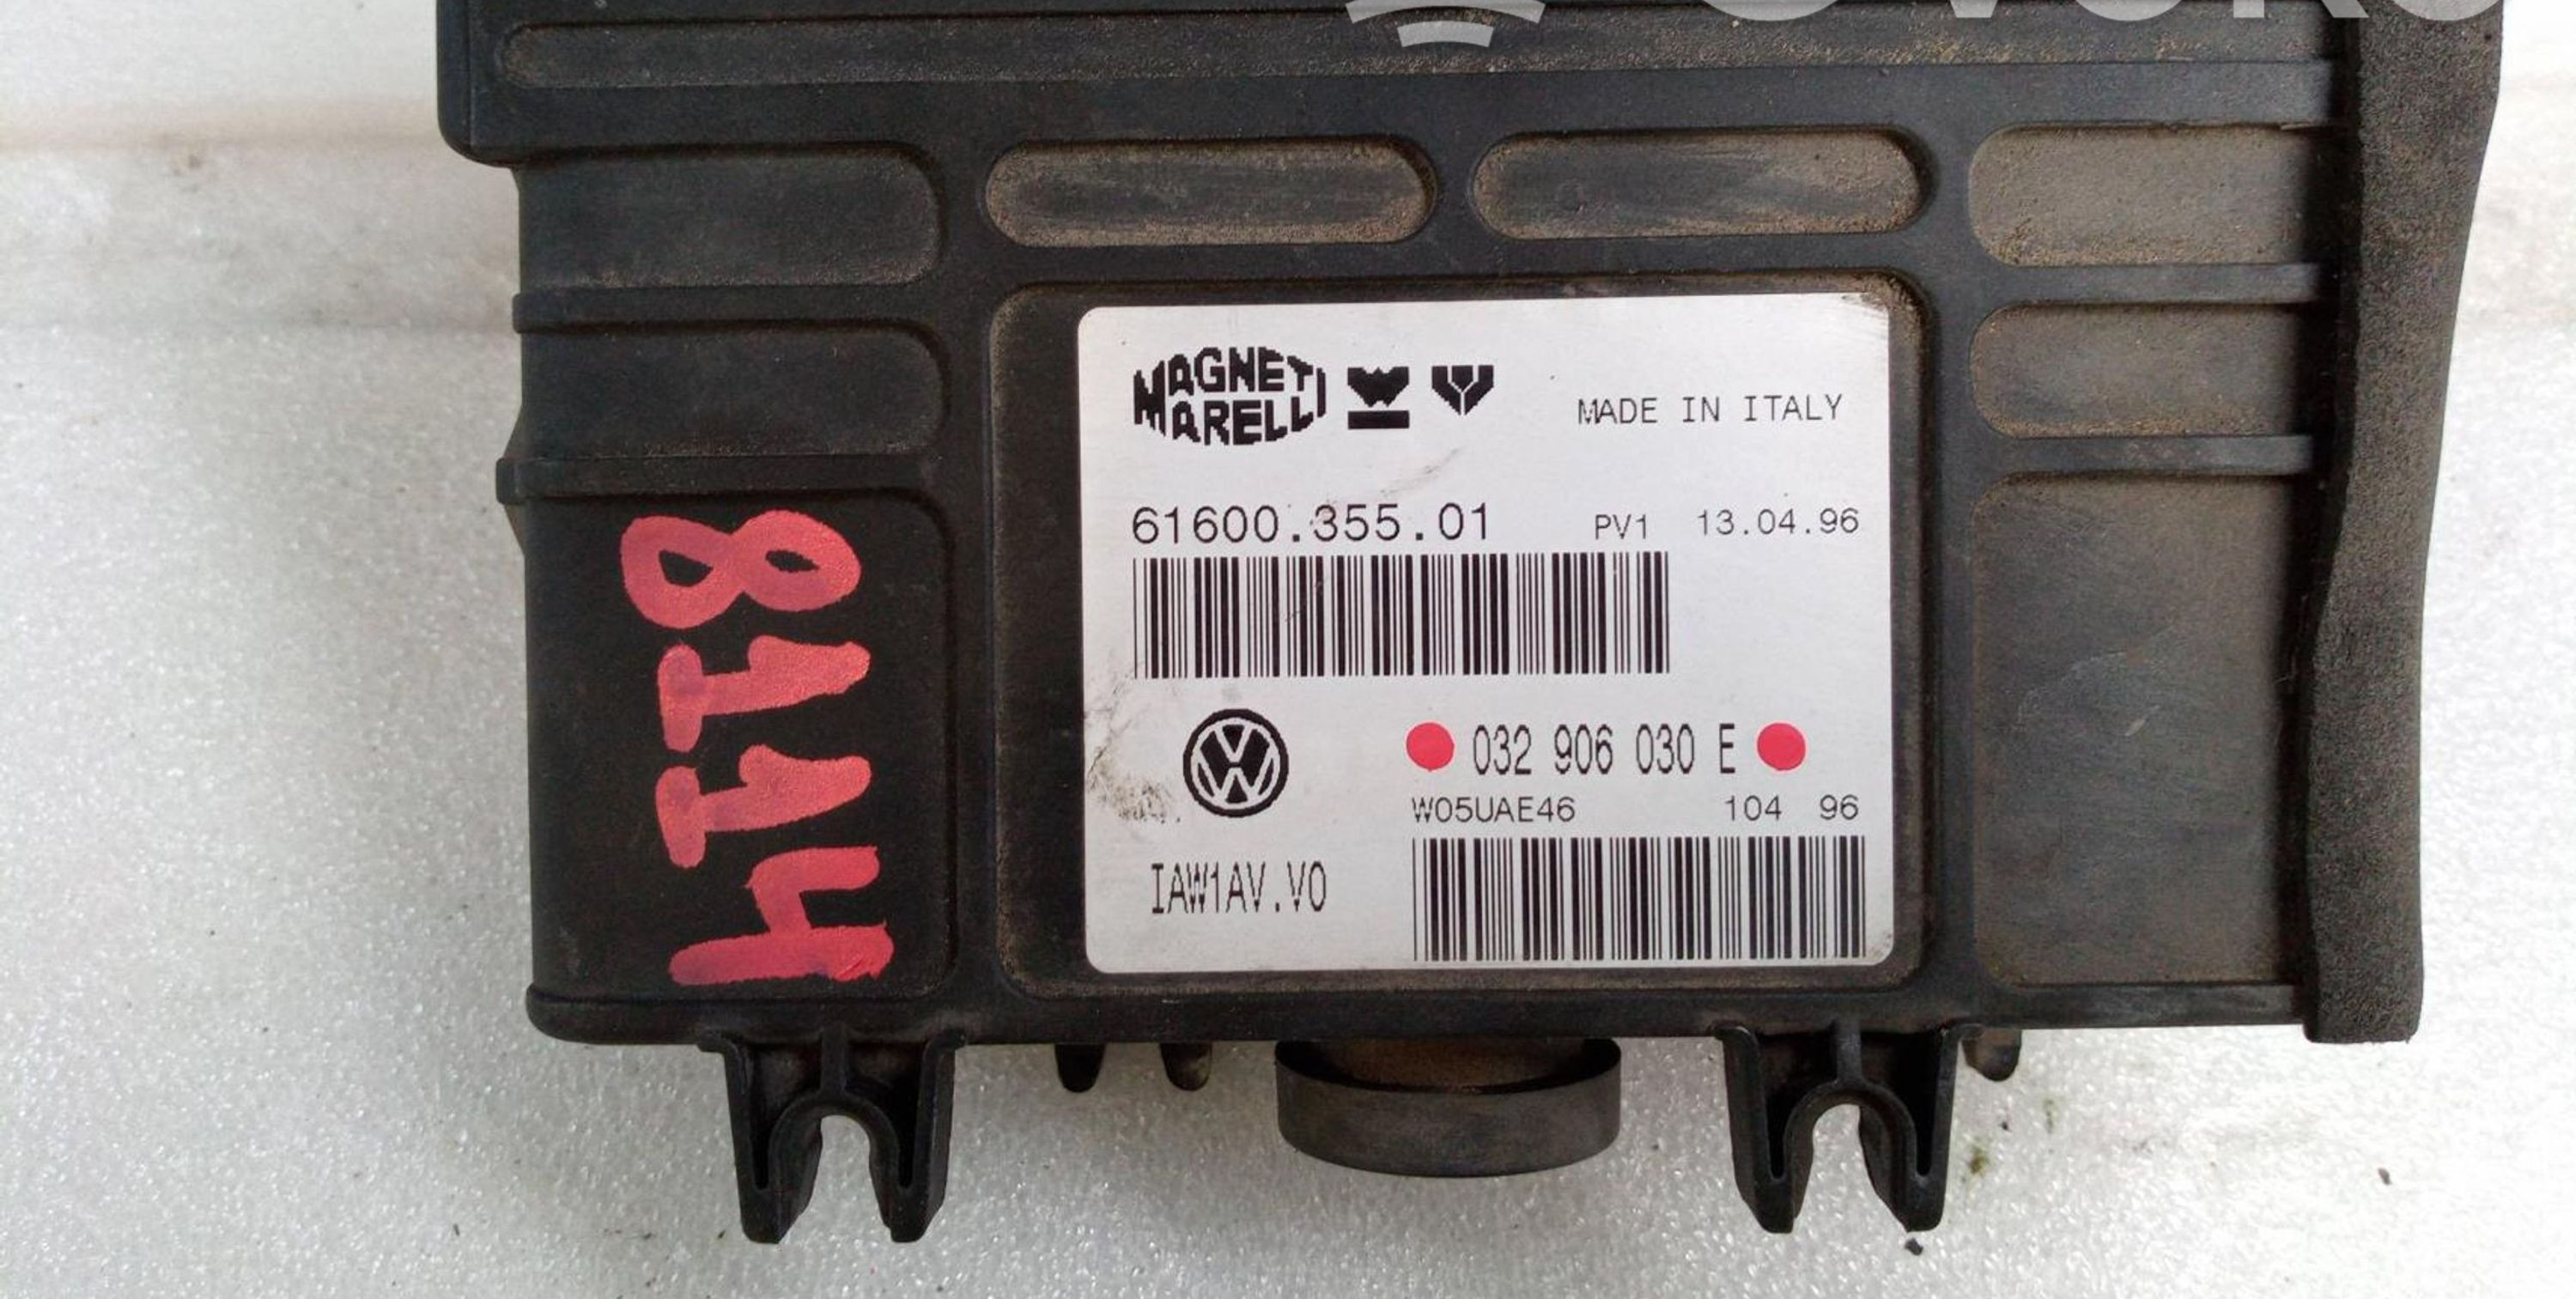 MAGNETI
MARELLI
MADE IN ITALY
61600.355.01 PV1 13.04.96
032 906 030 E
W05UAE46 104 96
IAW1AV.V0
8114